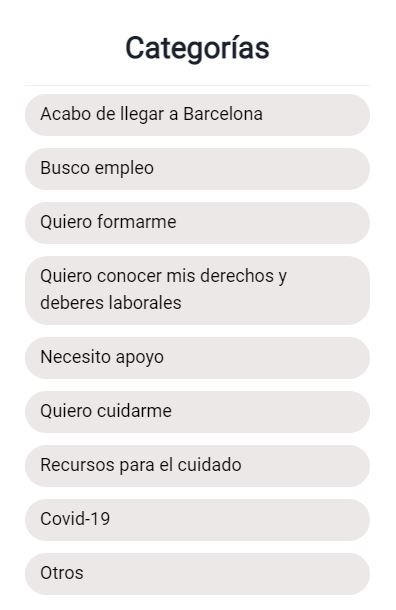 Categorías
Acabo de llegar a Barcelona
Busco empleo
Quiero formarme
Quiero conocer mis derechos y
deberes laborales
Necesito apoyo
Quiero cuidarme
Recursos para el cuidado
Covid-19
Otros